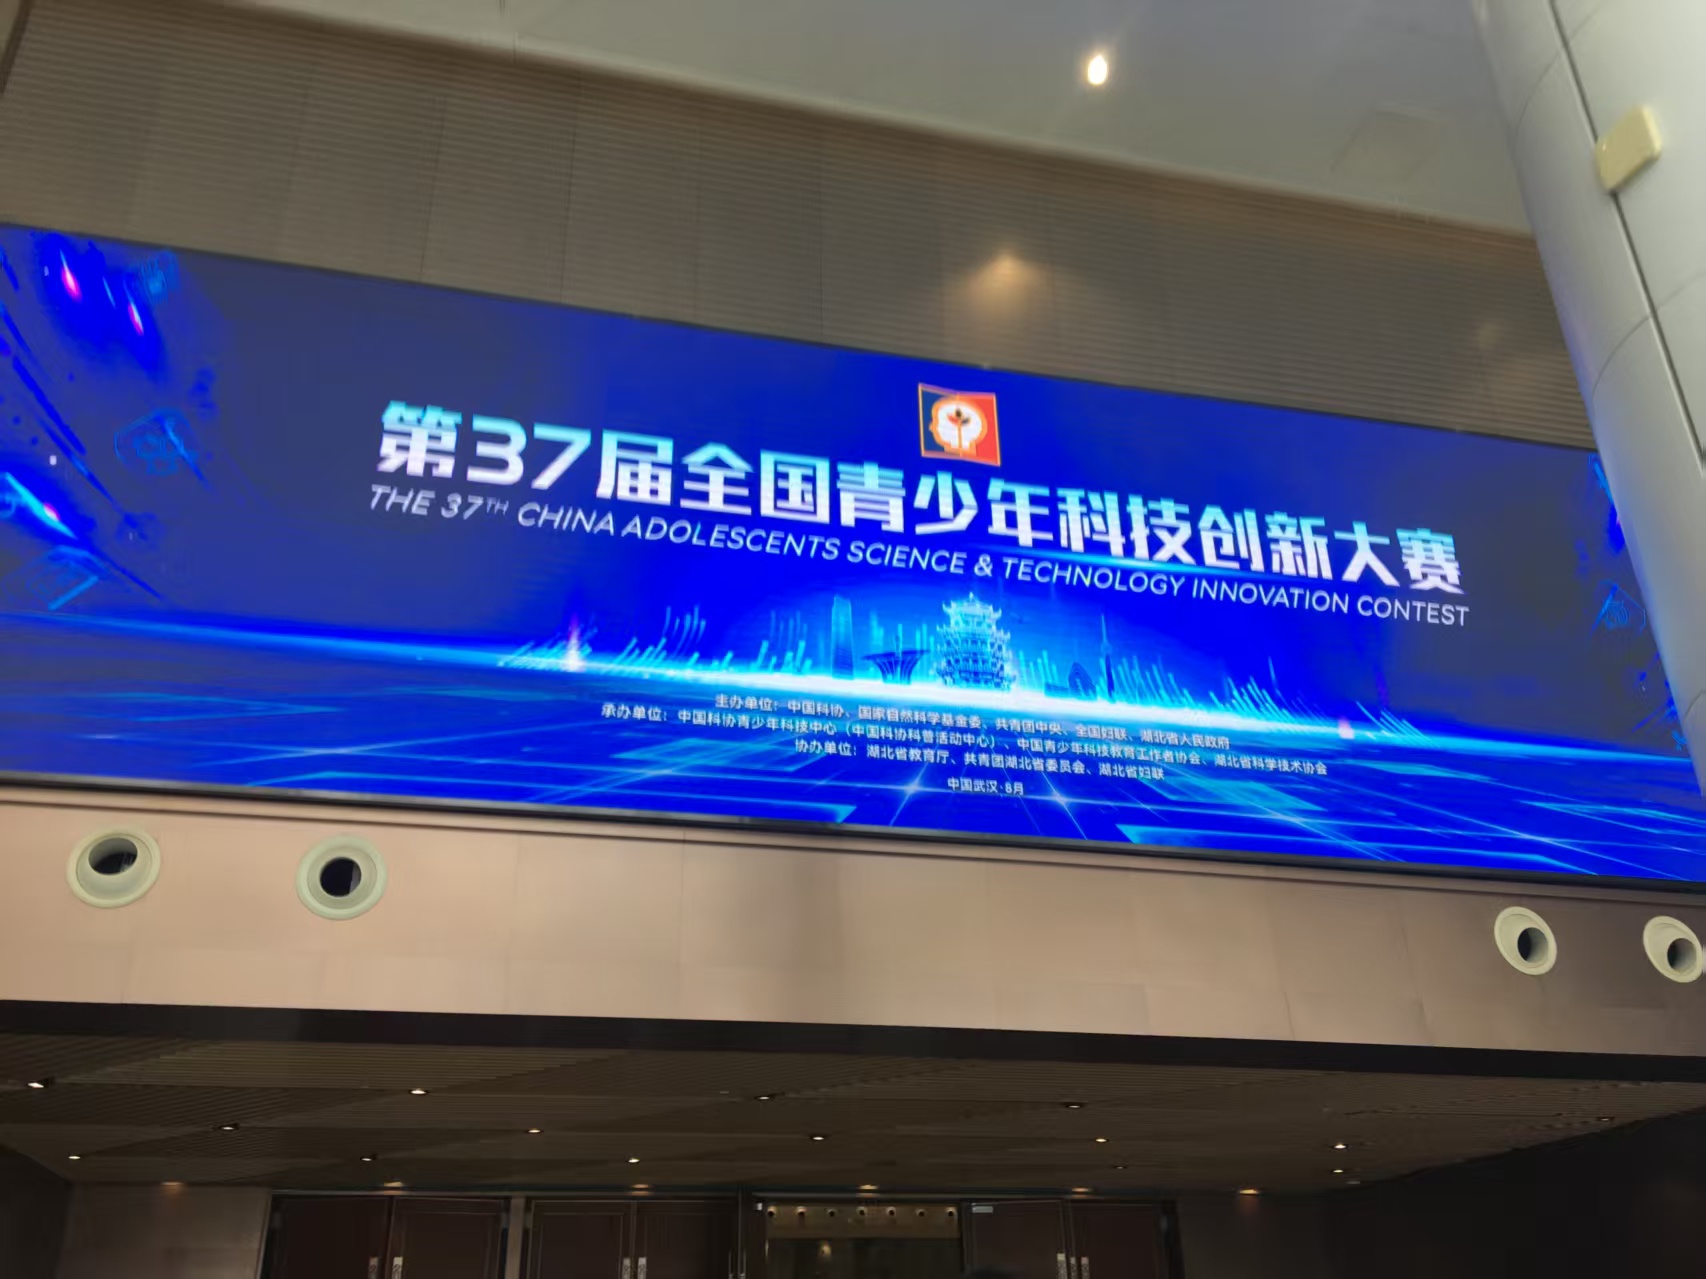 第37届全国青少年科技创新大赛
THE 37TH CHINA ADOLESCENTS SCIENCE & TECHNOLOGY INNOVATION CONTEST
主办单位：中国科协、国家自然科学基金委、共青团中央、全国妇联、湖北省人民政府
承办单位：中国科协青少年科技中心（中国科协科普活动中心）、中国青少年科技教育工作者协会、湖北省科学技术协会
协办单位：湖北省教育厅、共青团湖北省委员会、湖北省妇联
中国武汉·8月